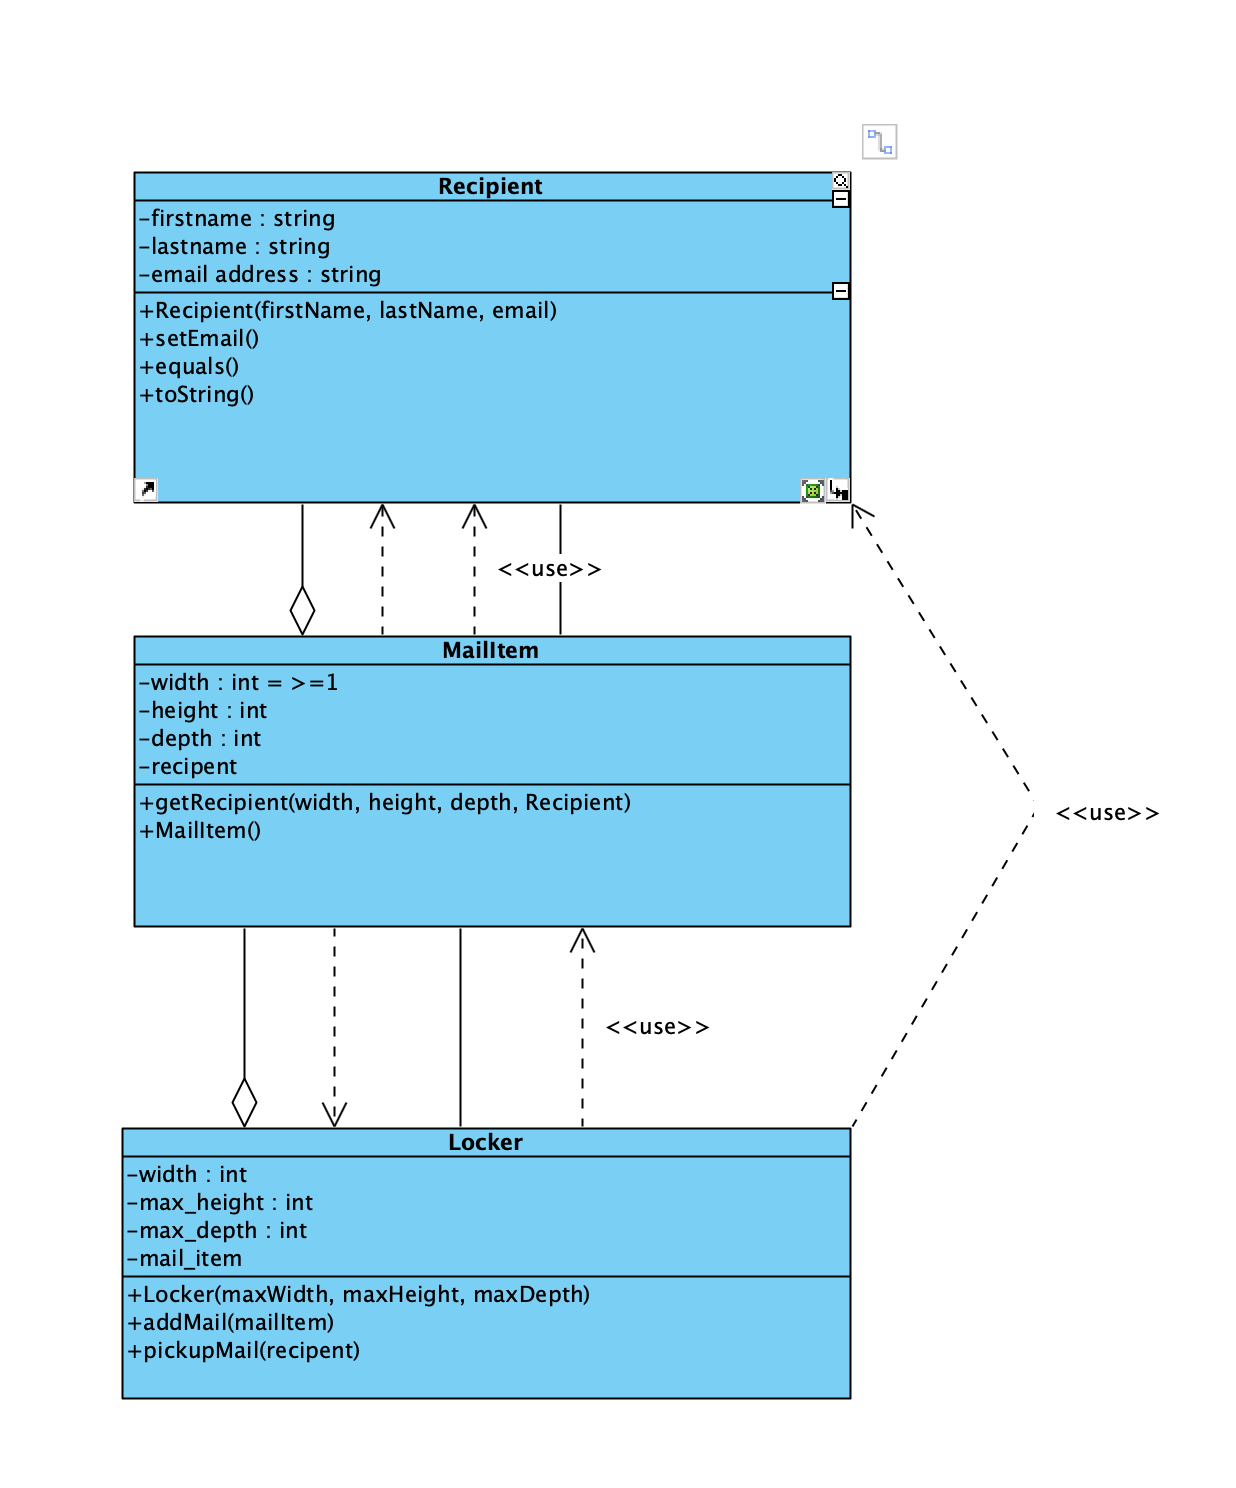 Recipient
-firstname : string
-lastname : string
-email address : string
+Recipient(firstName, lastName, email)
+setEmail()
+equals()
+toString()
<<use>>
MailItem
-width : int = >=1
-height : int
-depth : int
-recipent
+getRecipient(width, height, depth, Recipient)
+MailItem()
<<use>>
<<use>>
Locker
-width : int
-max_height : int
-max_depth : int
-mail_item
+Locker(maxWidth, maxHeight, maxDepth)
+addMail(mailItem)
+pickupMail(recipent)